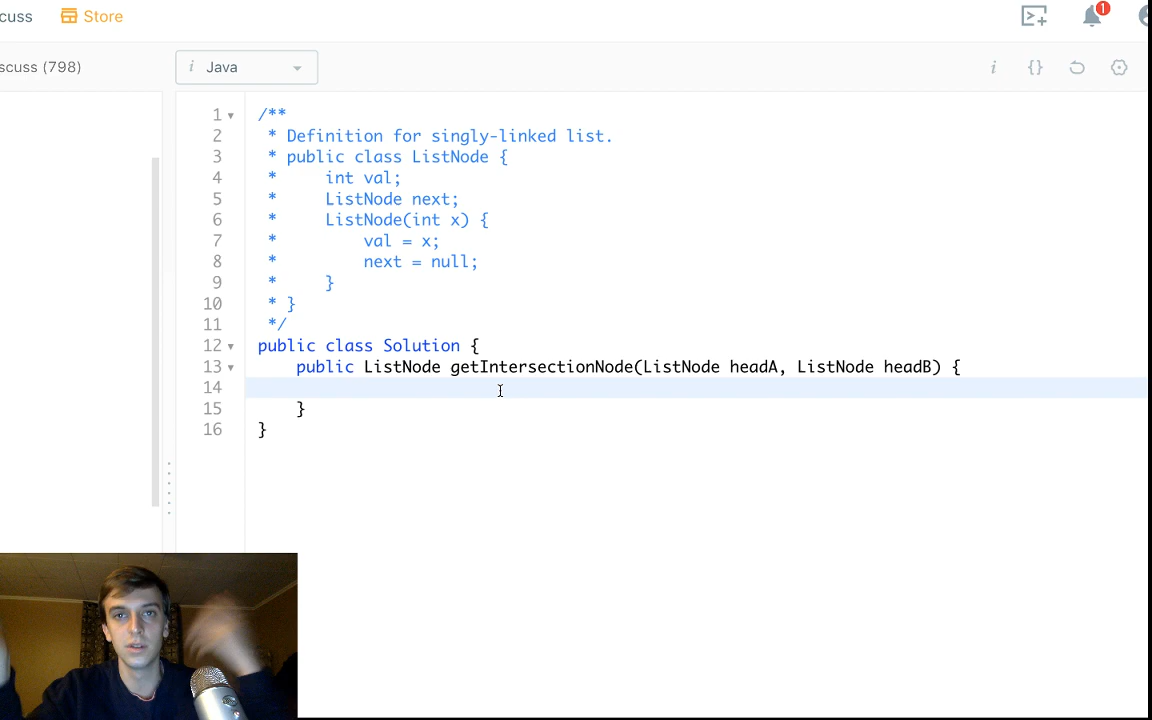 cuss Store 1
scuss (798) i Java i {}
1 /**
2 * Definition for singly-linked list.
3 * public class ListNode {
4 * int val;
5 * ListNode next;
6 * ListNode(int x) {
7 * val = x;
8 * next = null;
9 * }
10 * }
11 */
12 public class Solution {
13 public ListNode getIntersectionNode(ListNode headA, ListNode headB) {
14
15 }
16 }